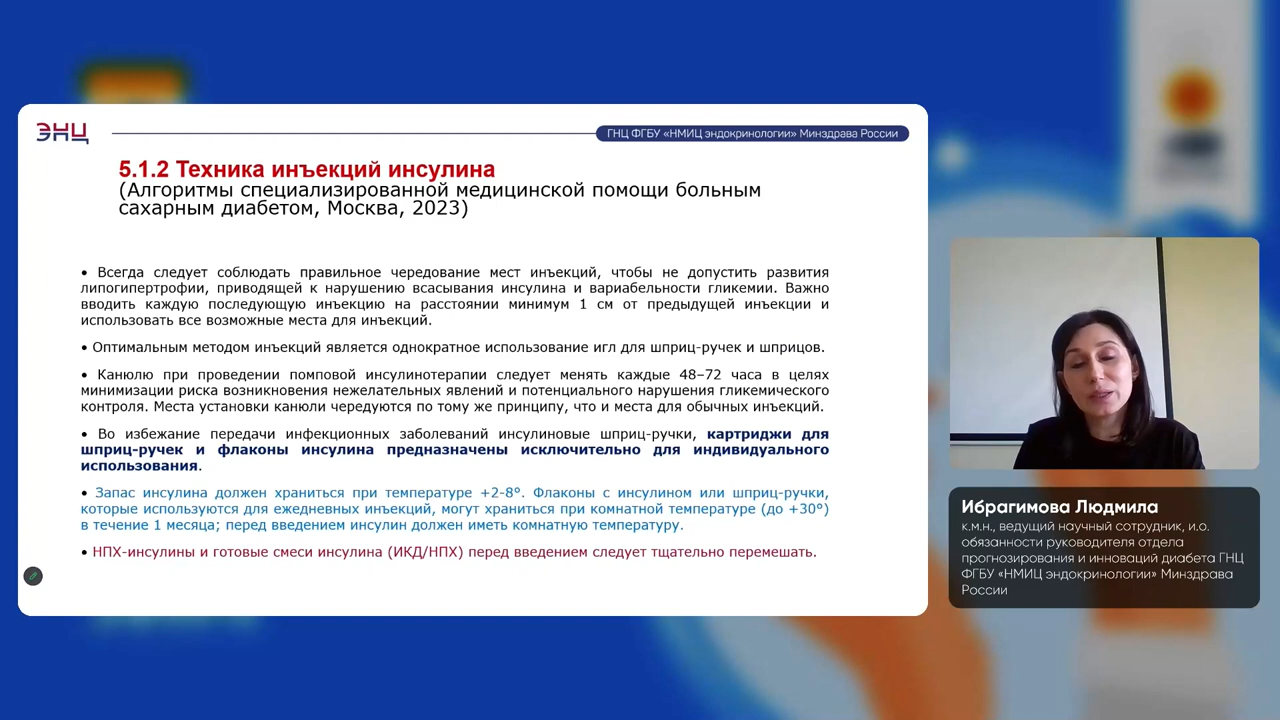 ЭНЦ
ГНЦ ФГБУ «НМИЦ эндокринологии» Минздрава России
5.1.2 Техника инъекций инсулина
(Алгоритмы специализированной медицинской помощи больным
сахарным диабетом, Москва, 2023)
• Всегда следует соблюдать правильное чередование мест инъекций, чтобы не допустить развития
липогипертрофии, приводящей к нарушению всасывания инсулина и вариабельности гликемии. Важно
вводить каждую последующую инъекцию на расстоянии минимум 1 см от предыдущей инъекции и
использовать все возможные места для инъекций.
• Оптимальным методом инъекций является однократное использование игл для шприц-ручек и шприцов.
• Канюлю при проведении помповой инсулинотерапии следует менять каждые 48–72 часа в целях
минимизации риска возникновения нежелательных явлений и потенциального нарушения гликемического
контроля. Места установки канюли чередуются по тому же принципу, что и места для обычных инъекций.
• Во избежание передачи инфекционных заболеваний инсулиновые шприц-ручки, картриджи для
шприц-ручек и флаконы инсулина предназначены исключительно для индивидуального
использования.
• Запас инсулина должен храниться при температуре +2-8°. Флаконы с инсулином или шприц-ручки,
которые используются для ежедневных инъекций, могут храниться при комнатной температуре (до +30°)
в течение 1 месяца; перед введением инсулин должен иметь комнатную температуру.
• НПХ-инсулины и готовые смеси инсулина (ИКД/НПХ) перед введением следует тщательно перемешать.
Ибрагимова Людмила
к.м.н., ведущий научный сотрудник, и.о.
обязанности руководителя отдела
прогнозирования и инноваций диабета ГНЦ
ФГБУ «НМИЦ эндокринологии» Минздрава
России